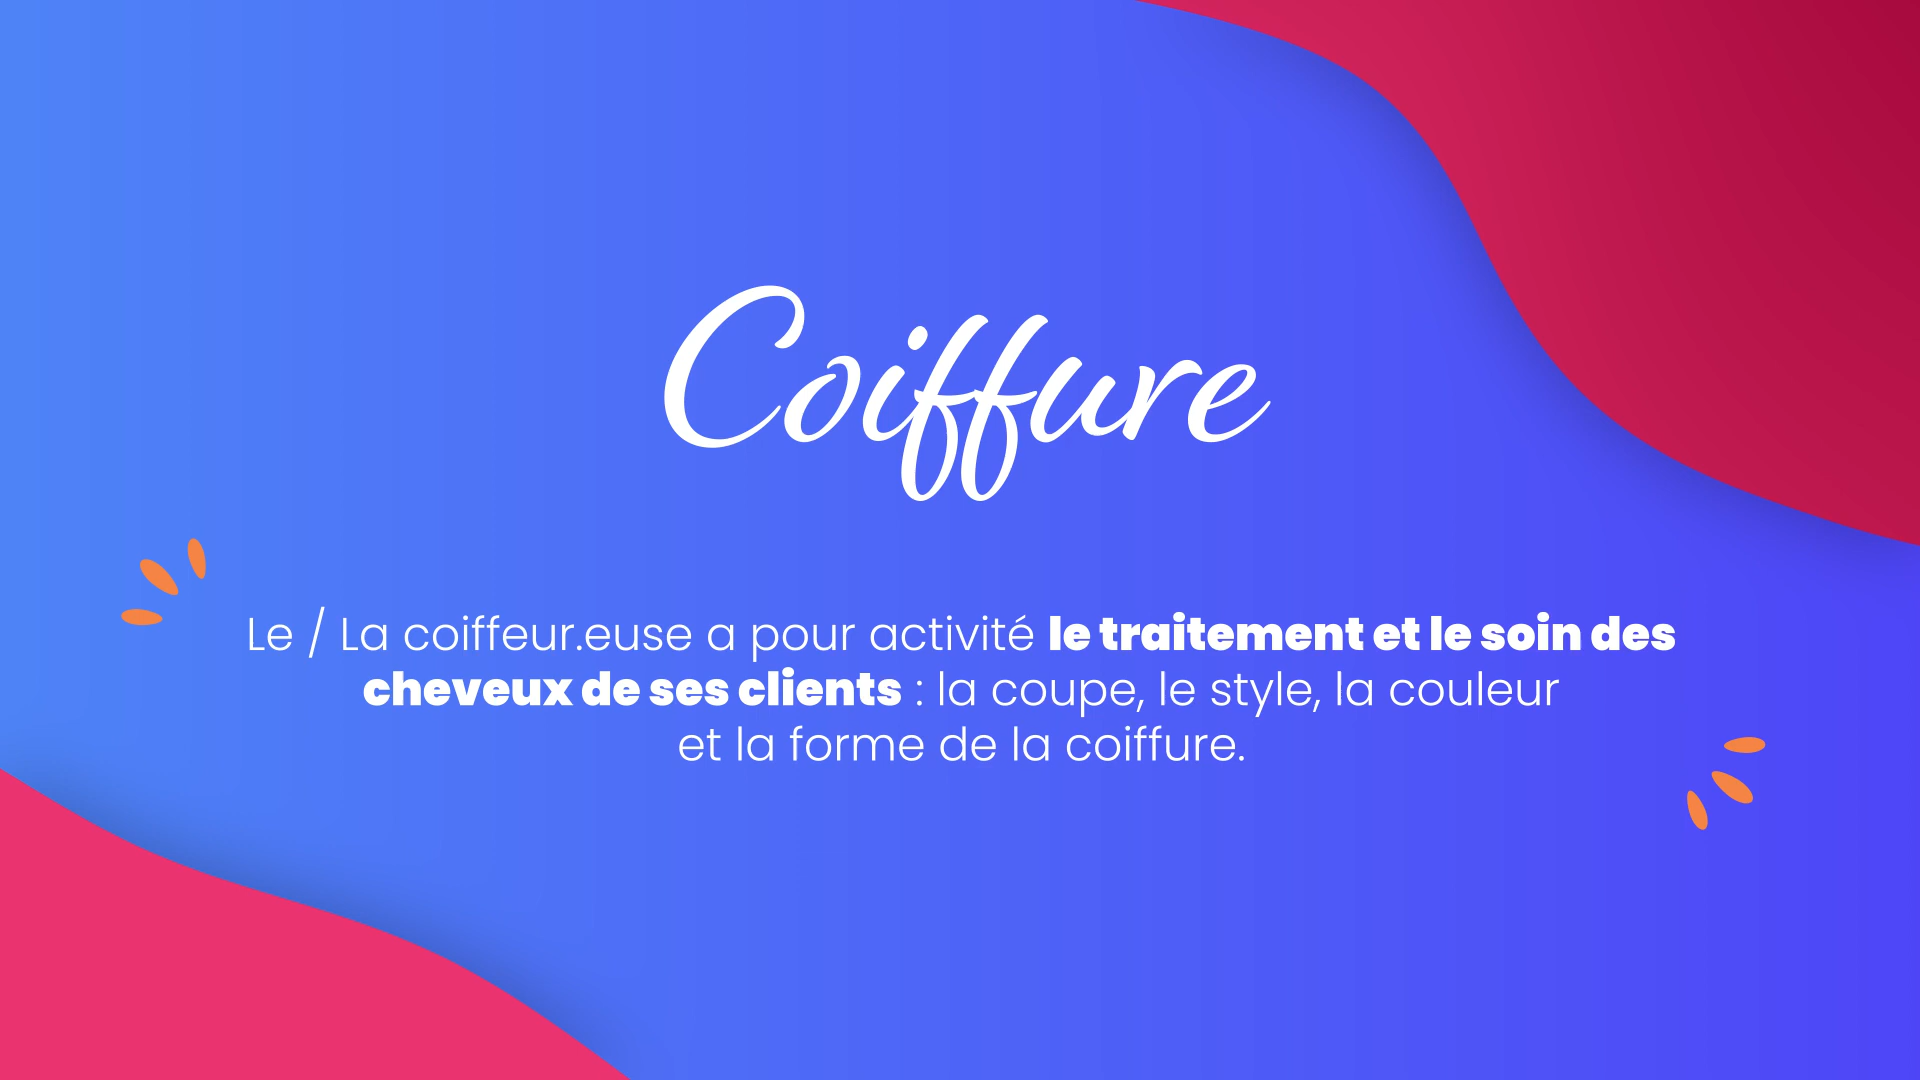 Coiffure
Le / La coiffeur.euse a pour activité le traitement et le soin des
cheveux de ses clients : la coupe, le style, la couleur
et la forme de la coiffure.